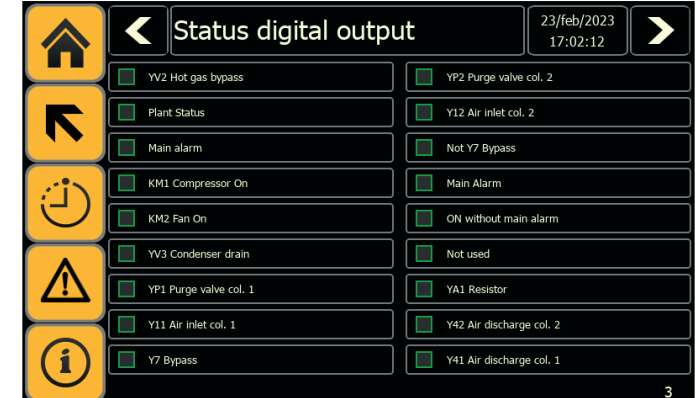 Status digital output
23/feb/2023
17:02:12
YV2 Hot gas bypass
Plant Status
Main alarm
KM1 Compressor On
KM2 Fan On
YV3 Condenser drain
YP1 Purge valve col. 1
Y11 Air inlet col. 1
Y7 Bypass
YP2 Purge valve col. 2
Y12 Air inlet col. 2
Not Y7 Bypass
Main Alarm
ON without main alarm
Not used
YA1 Resistor
Y42 Air discharge col. 2
Y41 Air discharge col. 1
3